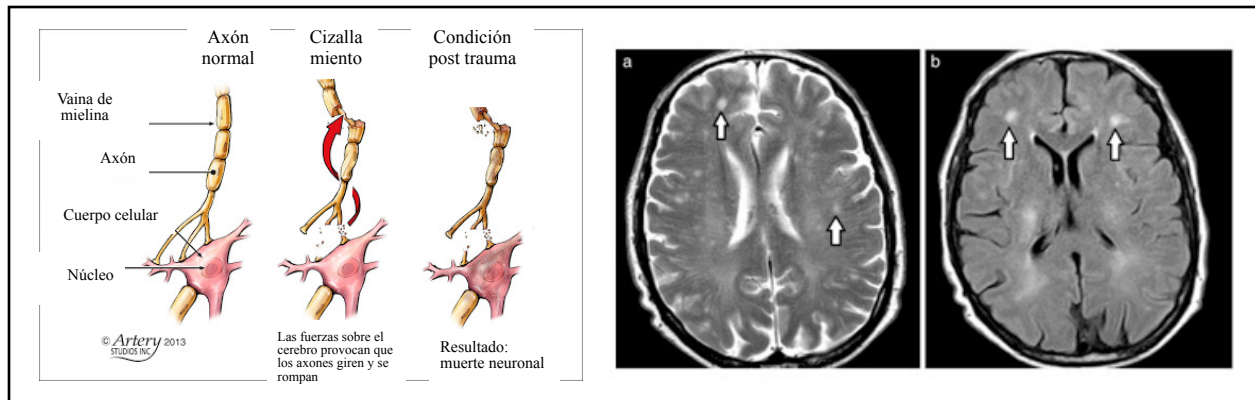 Axón
normal
Cizalla
miento
Condición
post trauma
Vaina de
mielina
Axón
Cuerpo celular
Núcleo
© Artery 2013
STUDIOS INC
Las fuerzas sobre el
cerebro provocan que
los axones giren y se
rompan
Resultado:
muerte neuronal
a
b